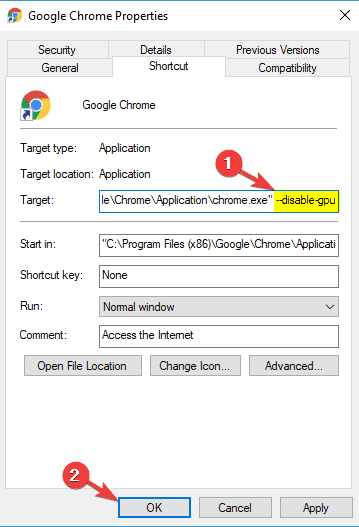 Google Chrome Properties
Security Details Previous Versions
General Shortcut Compatibility
Google Chrome
Target type: Application
Target location: Application
1
Target: le\Chrome\Application\chrome.exe" --disable-gpu
Start in: "C:\Program Files (x86)\Google\Chrome\Applicati
Shortcut key: None
Run: Normal window
Comment: Access the Internet
Open File Location Change Icon... Advanced...
2
OK Cancel Apply